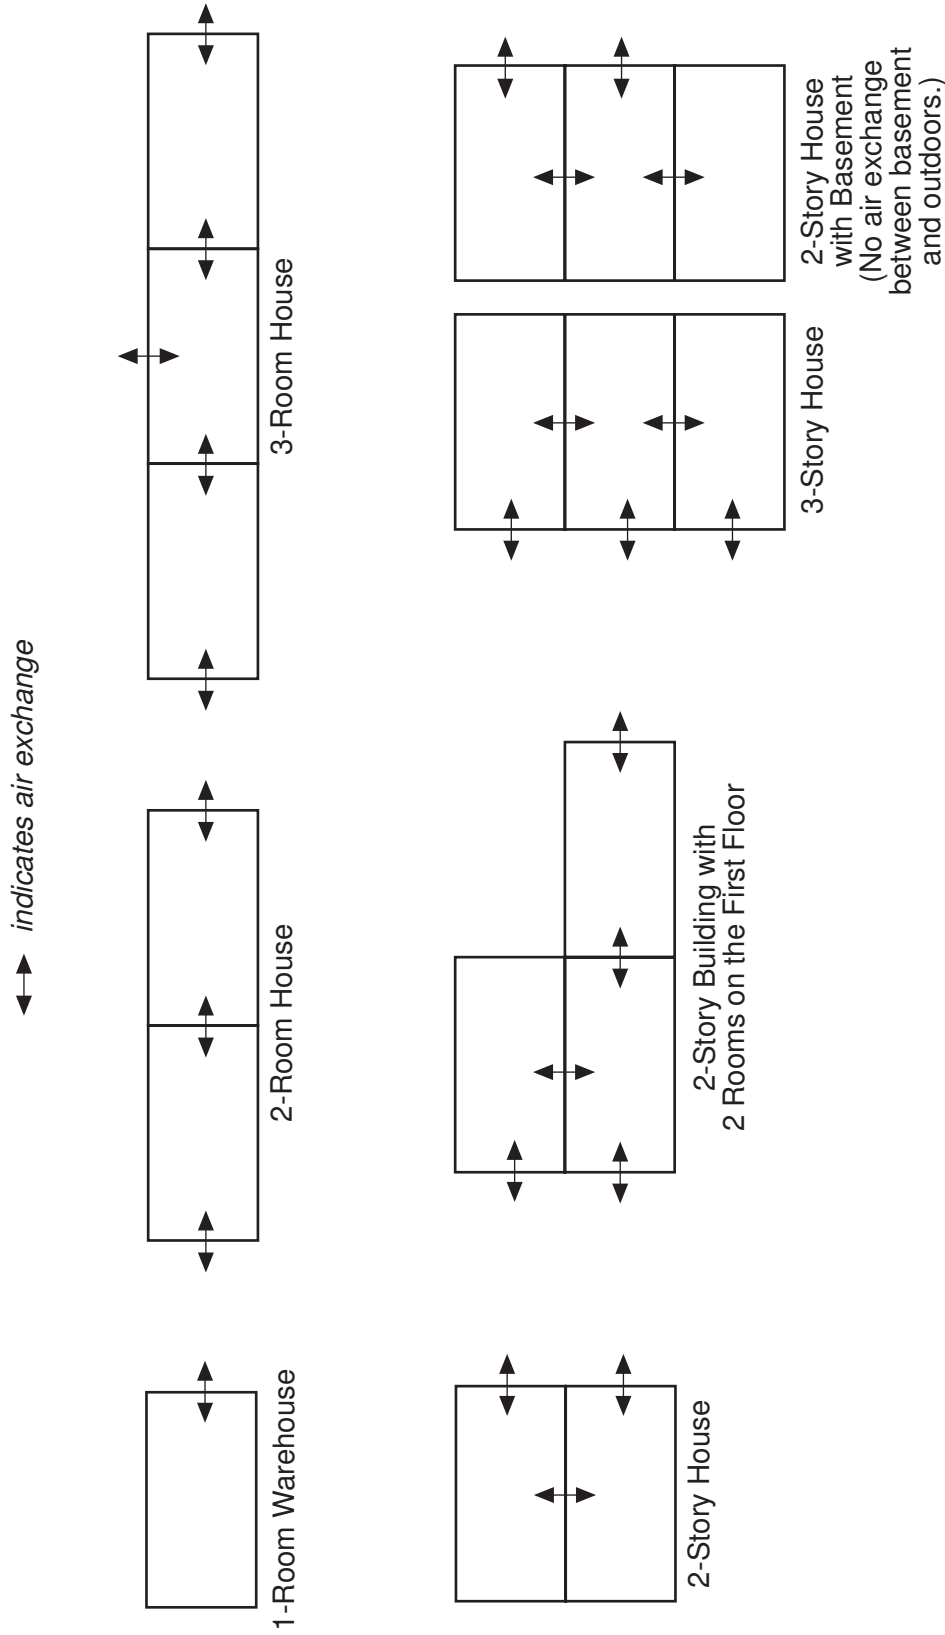 indicates air exchange
1-Room Warehouse
2-Room House
3-Room House
2-Story House
2-Story Building with
2 Rooms on the First Floor
3-Story House
2-Story House
with Basement
(No air exchange
between basement
and outdoors.)